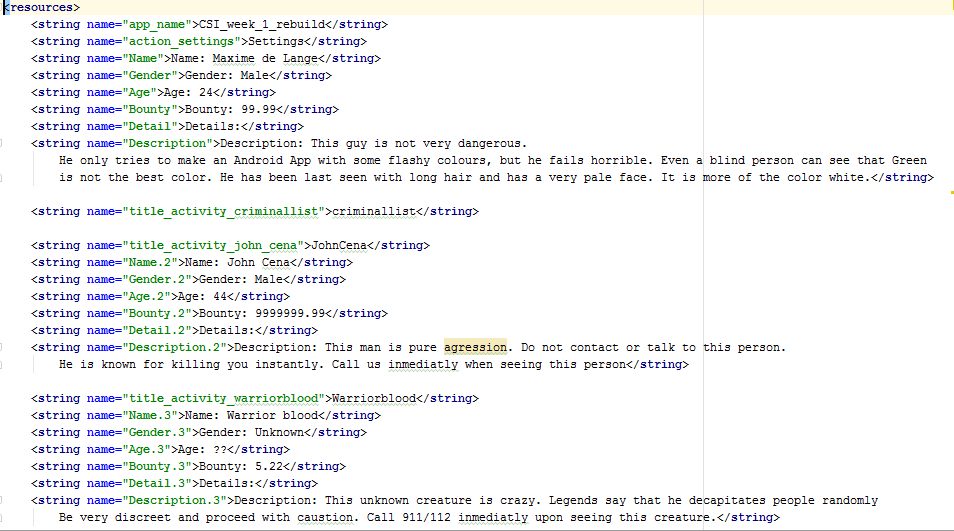 <resources>
<string name="app_name">CSI_week_1_rebuild</string>
<string name="action_settings">Settings</string>
<string name="Name">Name: Maxime de Lange</string>
<string name="Gender">Gender: Male</string>
<string name="Age">Age: 24</string>
<string name="Bounty">Bounty: 99.99</string>
<string name="Detail">Details:</string>
<string name="Description">Description: This guy is not very dangerous.
He only tries to make an Android App with some flashy colours, but he fails horrible. Even a blind person can see that Green
is not the best color. He has been last seen with long hair and has a very pale face. It is more of the color white.</string>
<string name="title_activity_criminallist">criminallist</string>
<string name="title_activity_john_cena">JohnCena</string>
<string name="Name.2">Name: John Cena</string>
<string name="Gender.2">Gender: Male</string>
<string name="Age.2">Age: 44</string>
<string name="Bounty.2">Bounty: 9999999.99</string>
<string name="Detail.2">Details:</string>
<string name="Description.2">Description: This man is pure agression. Do not contact or talk to this person.
He is known for killing you instantly. Call us inmediatly when seeing this person</string>
<string name="title_activity_warriorblood">Warriorblood</string>
<string name="Name.3">Name: Warrior blood</string>
<string name="Gender.3">Gender: Unknown</string>
<string name="Age.3">Age: ??</string>
<string name="Bounty.3">Bounty: 5.22</string>
<string name="Detail.3">Details:</string>
<string name="Description.3">Description: This unknown creature is crazy. Legends say that he decapitates people randomly
Be very discreet and proceed with caustion. Call 911/112 inmediatly upon seeing this creature.</string>